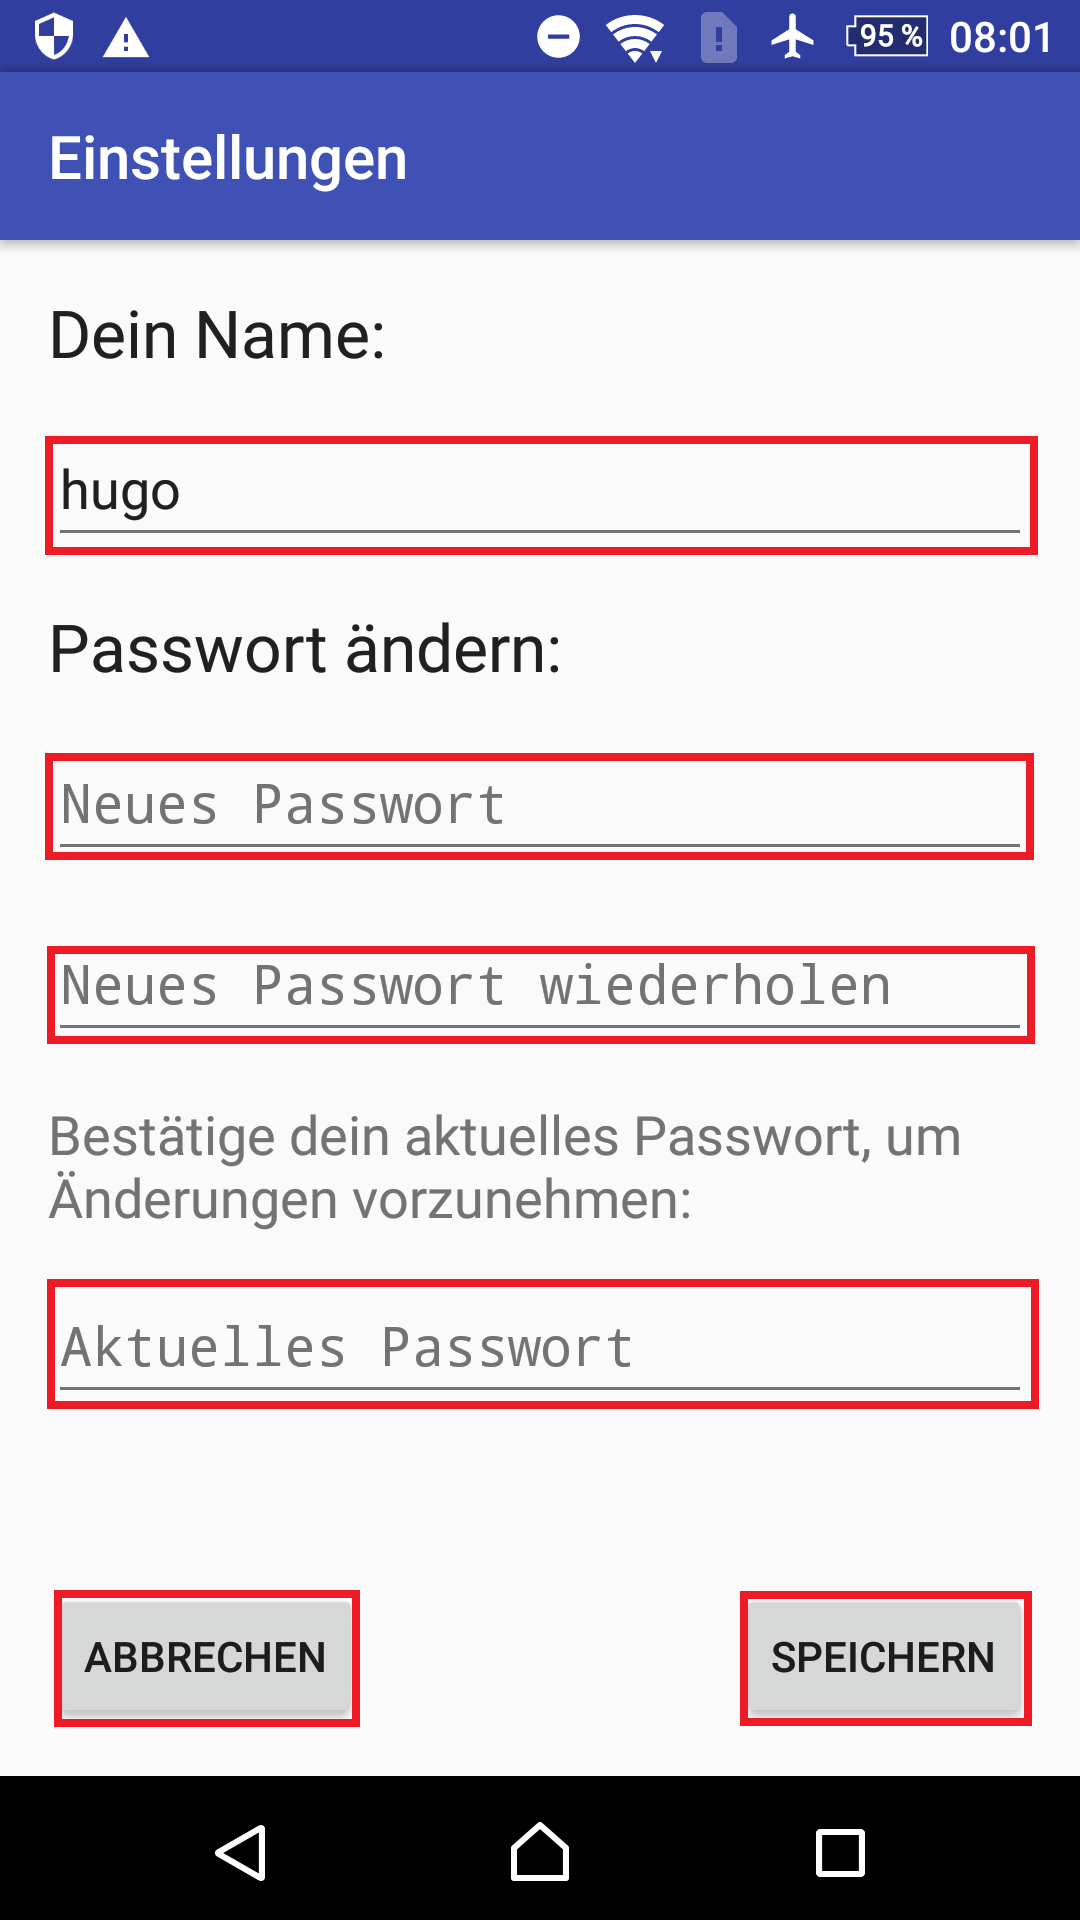 95 % 08:01
Einstellungen
Dein Name:
hugo
Passwort ändern:
Neues Passwort
Neues Passwort wiederholen
Bestätige dein aktuelles Passwort, um
Änderungen vorzunehmen:
Aktuelles Passwort
ABBRECHEN SPEICHERN